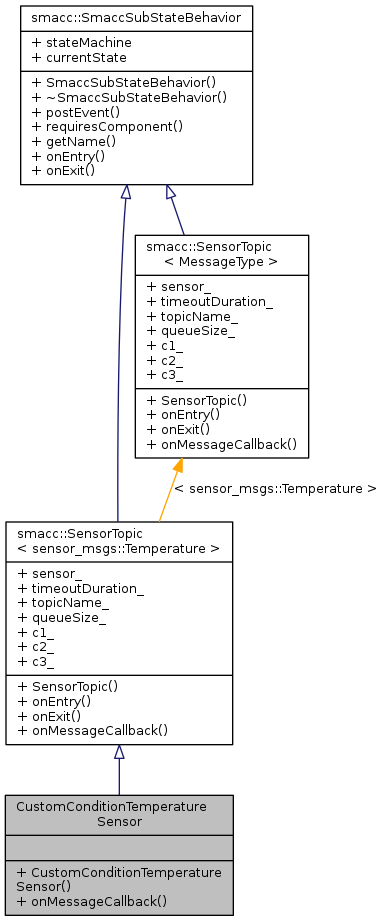 smacc::SmaccSubStateBehavior
+ stateMachine
+ currentState
+ SmaccSubStateBehavior()
+ ~SmaccSubStateBehavior()
+ postEvent()
+ requiresComponent()
+ getName()
+ onEntry()
+ onExit()
smacc::SensorTopic
< MessageType >
+ sensor_
+ timeoutDuration_
+ topicName_
+ queueSize_
+ c1_
+ c2_
+ c3_
+ SensorTopic()
+ onEntry()
+ onExit()
+ onMessageCallback()
< sensor_msgs::Temperature >
smacc::SensorTopic
< sensor_msgs::Temperature >
+ sensor_
+ timeoutDuration_
+ topicName_
+ queueSize_
+ c1_
+ c2_
+ c3_
+ SensorTopic()
+ onEntry()
+ onExit()
+ onMessageCallback()
CustomConditionTemperature
Sensor
+ CustomConditionTemperature
Sensor()
+ onMessageCallback()